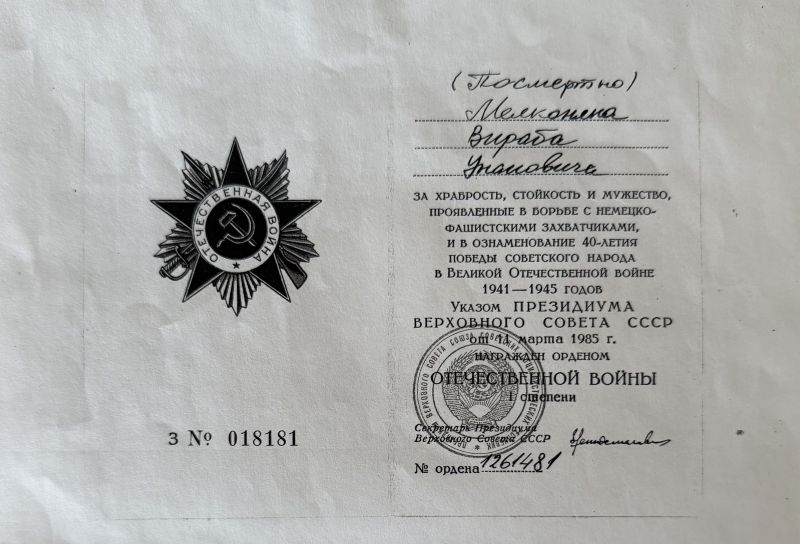 ОТЕЧЕСТВЕННАЯ ВОЙНА
З № 018181
(Посмертно)
Мелконяна
Вираба
Унановича
ЗА ХРАБРОСТЬ, СТОЙКОСТЬ И МУЖЕСТВО,
ПРОЯВЛЕННЫЕ В БОРЬБЕ С НЕМЕЦКО-
ФАШИСТСКИМИ ЗАХВАТЧИКАМИ,
И В ОЗНАМЕНОВАНИЕ 40-ЛЕТИЯ
ПОБЕДЫ СОВЕТСКОГО НАРОДА
В ВЕЛИКОЙ ОТЕЧЕСТВЕННОЙ ВОЙНЕ
1941—1945 ГОДОВ
УКАЗОМ ПРЕЗИДИУМА
ВЕРХОВНОГО СОВЕТА СССР
от 11 марта 1985 г.
НАГРАЖДЕН ОРДЕНОМ
ОТЕЧЕСТВЕННОЙ ВОЙНЫ
I степени
Секретарь Президиума
Верховного Совета СССР
№ ордена 1261481